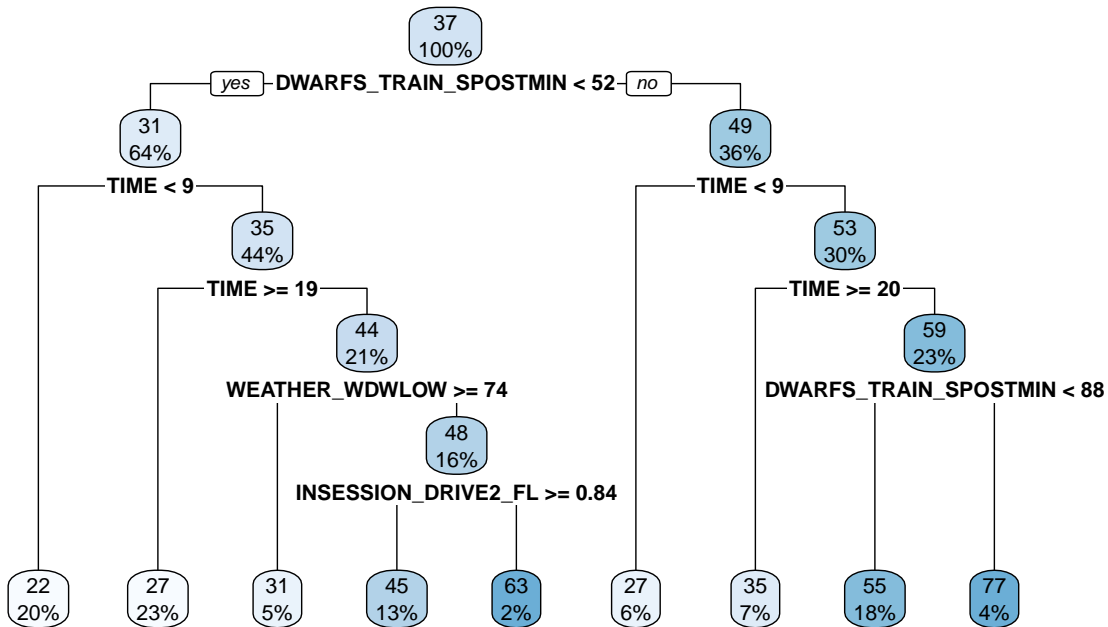 37
100%
yes DWARFS_TRAIN_SPOSTMIN < 52 no
31 49
64% 36%
TIME < 9 TIME < 9
35 53
44% 30%
TIME >= 19 TIME >= 20
44 59
21% 23%
WEATHER_WDWLOW >= 74 DWARFS_TRAIN_SPOSTMIN < 88
48
16%
INSESSION_DRIVE2_FL >= 0.84
22 27 31 45 63 27 35 55 77
20% 23% 5% 13% 2% 6% 7% 18% 4%